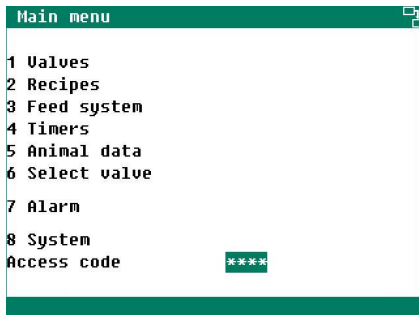 Main menu
1 Valves
2 Recipes
3 Feed system
4 Timers
5 Animal data
6 Select valve
7 Alarm
8 System
Access code ****